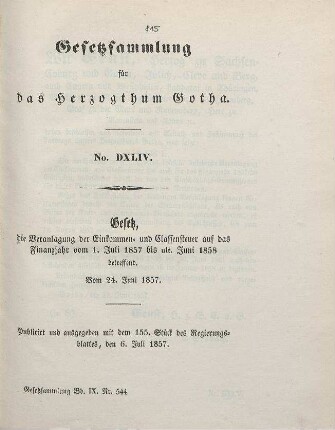 115
Gesetzsammlung
für
das Herzogthum Gotha.
No. DXLIV.
Gesetz,
die Veranlagung der Einkommen- und Classensteuer auf das
Finanzjahr vom 1. Juli 1857 bis ult. Juni 1858
betreffend.
Vom 24. Juni 1857.
Publicirt und ausgegeben mit dem 155. Stück des Regierungs-
blattes, den 6. Juli 1857.
Gesetzsammlung Bd. IX. Nr. 544